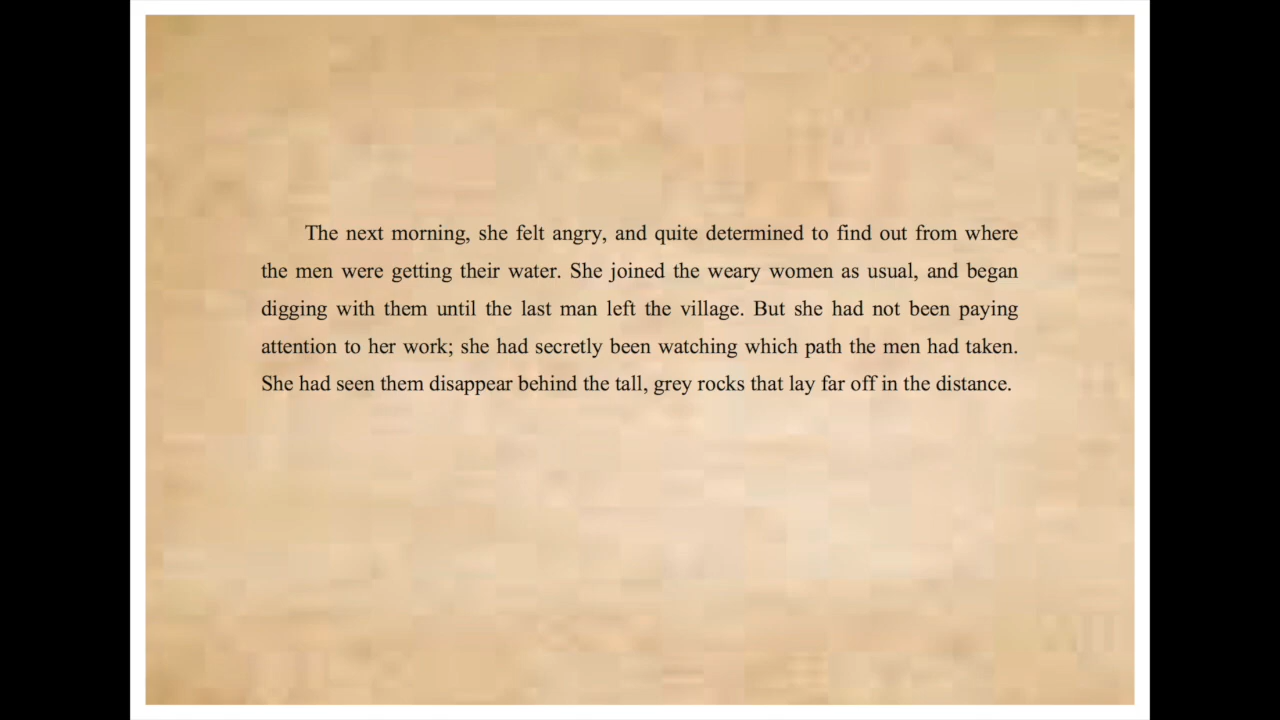 The next morning, she felt angry, and quite determined to find out from where
the men were getting their water. She joined the weary women as usual, and began
digging with them until the last man left the village. But she had not been paying
attention to her work; she had secretly been watching which path the men had taken.
She had seen them disappear behind the tall, grey rocks that lay far off in the distance.